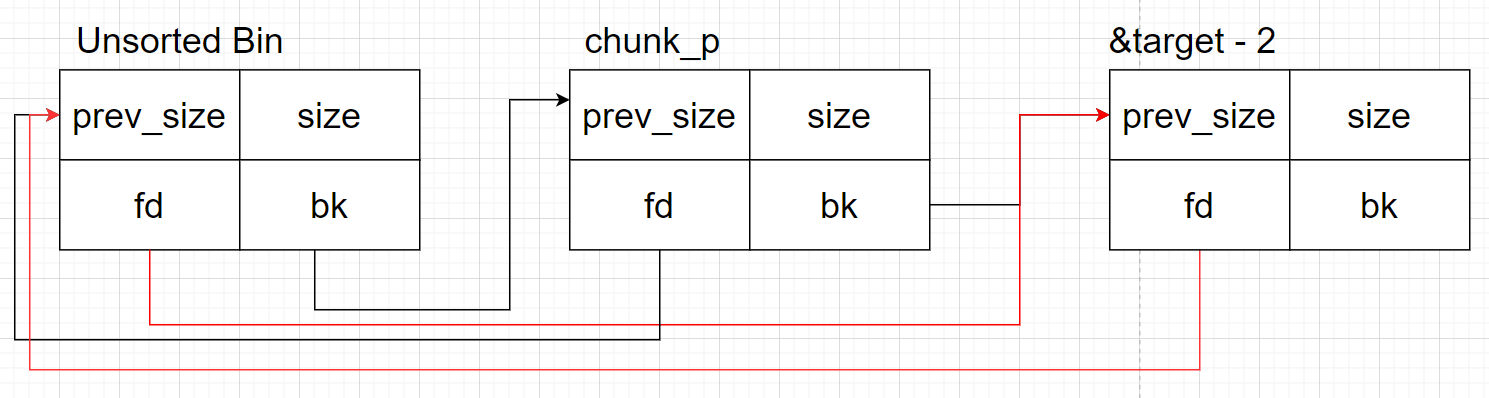 Unsorted Bin chunk_p &target - 2
prev_size size prev_size size prev_size size
fd bk fd bk fd bk